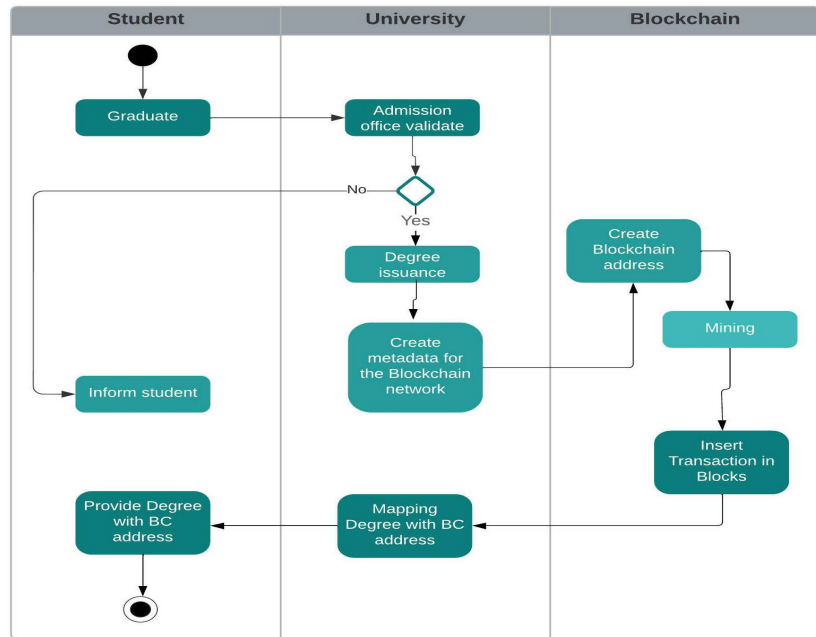 Student
University
Blockchain
Graduate
Admission
office validate
No
Yes
Degree
issuance
Create
Blockchain
address
Mining
Create
metadata for
the Blockchain
network
Inform student
Insert
Transaction in
Blocks
Provide Degree
with BC
address
Mapping
Degree with BC
address